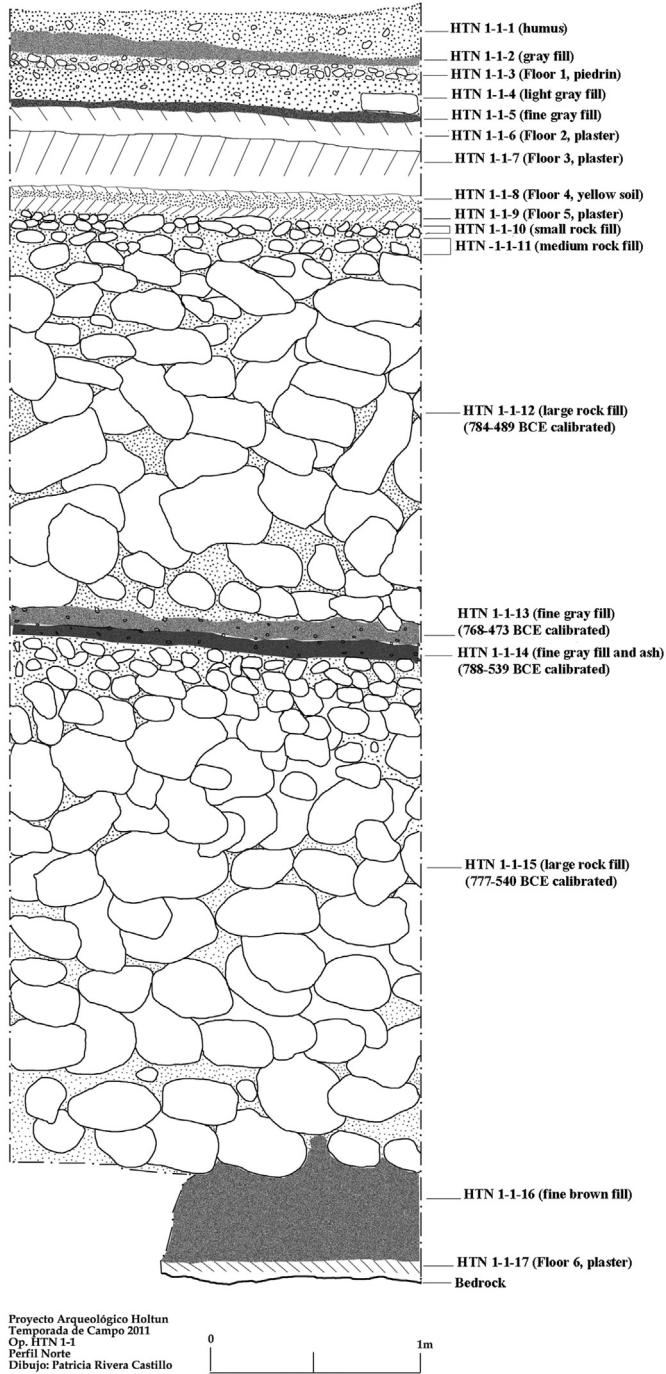 HTN 1-1-1 (humus)
HTN 1-1-2 (gray fill)
HTN 1-1-3 (Floor 1, piedrin)
HTN 1-1-4 (light gray fill)
HTN 1-1-5 (fine gray fill)
HTN 1-1-6 (Floor 2, plaster)
HTN 1-1-7 (Floor 3, plaster)
HTN 1-1-8 (Floor 4, yellow soil)
HTN 1-1-9 (Floor 5, plaster)
HTN 1-1-10 (small rock fill)
HTN -1-1-11 (medium rock fill)
HTN 1-1-12 (large rock fill)
(784-489 BCE calibrated)
HTN 1-1-13 (fine gray fill)
(768-473 BCE calibrated)
HTN 1-1-14 (fine gray fill and ash)
(788-539 BCE calibrated)
HTN 1-1-15 (large rock fill)
(777-540 BCE calibrated)
HTN 1-1-16 (fine brown fill)
HTN 1-1-17 (Floor 6, plaster)
Bedrock
Proyecto Arqueológico Holtun
Temporada de Campo 2011
Op. HTN 1-1
Perfil Norte
Dibujo: Patricia Rivera Castillo
0 1m